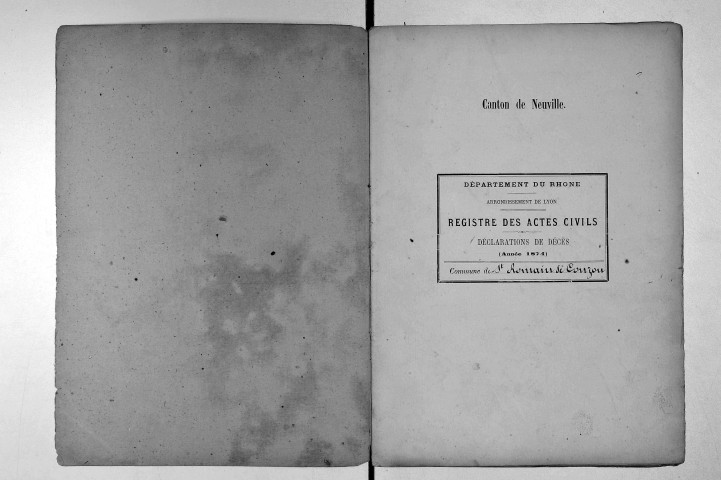 Canton de Neuville.
DÉPARTEMENT DU RHONE
ARRONDISSEMENT DE LYON
REGISTRE DES ACTES CIVILS
DÉCLARATIONS DE DÉCÈS
(Année 1874)
Commune de St Romain de Couzon